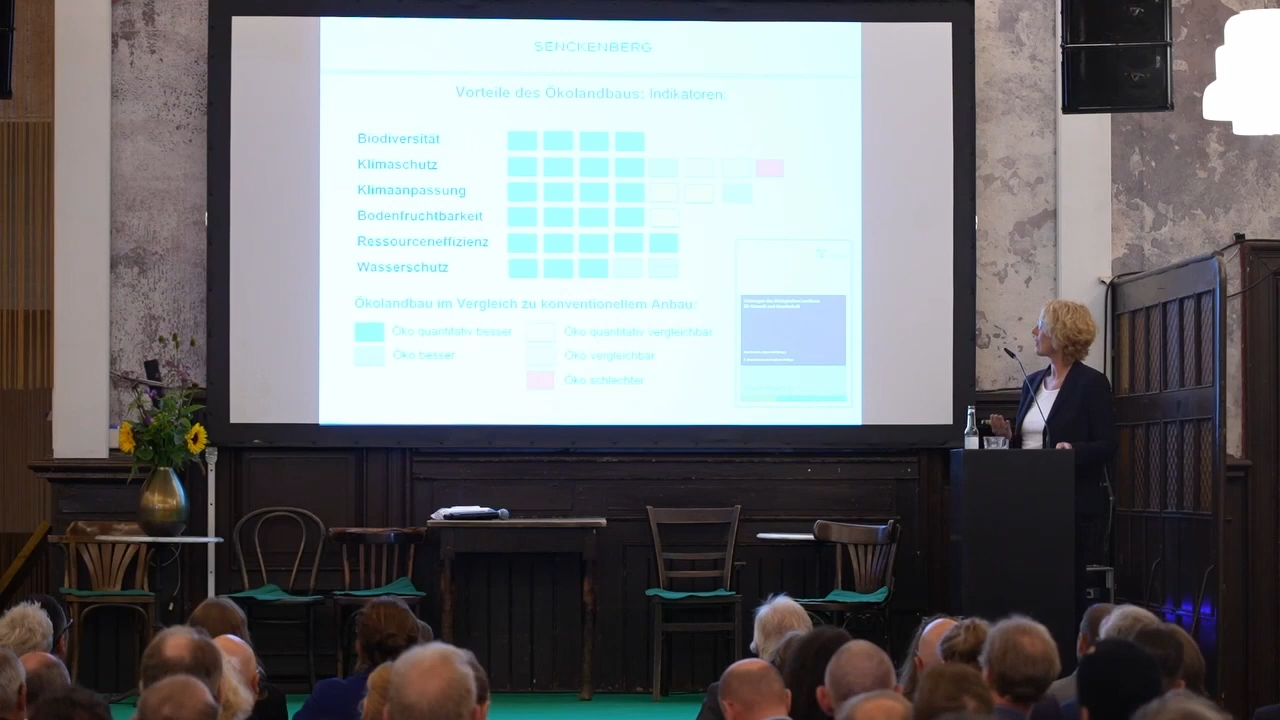 SENCKENBERG
Vorteile des Ökolandbaus: Indikatoren:
Biodiversität
Klimaschutz
Klimaanpassung
Bodenfruchtbarkeit
Ressourceneffizienz
Wasserschutz
Ökolandbau im Vergleich zu konventionellem Anbau:
Öko quantitativ besser
Öko quantitativ vergleichbar
Öko besser
Öko vergleichbar
Öko schlechter